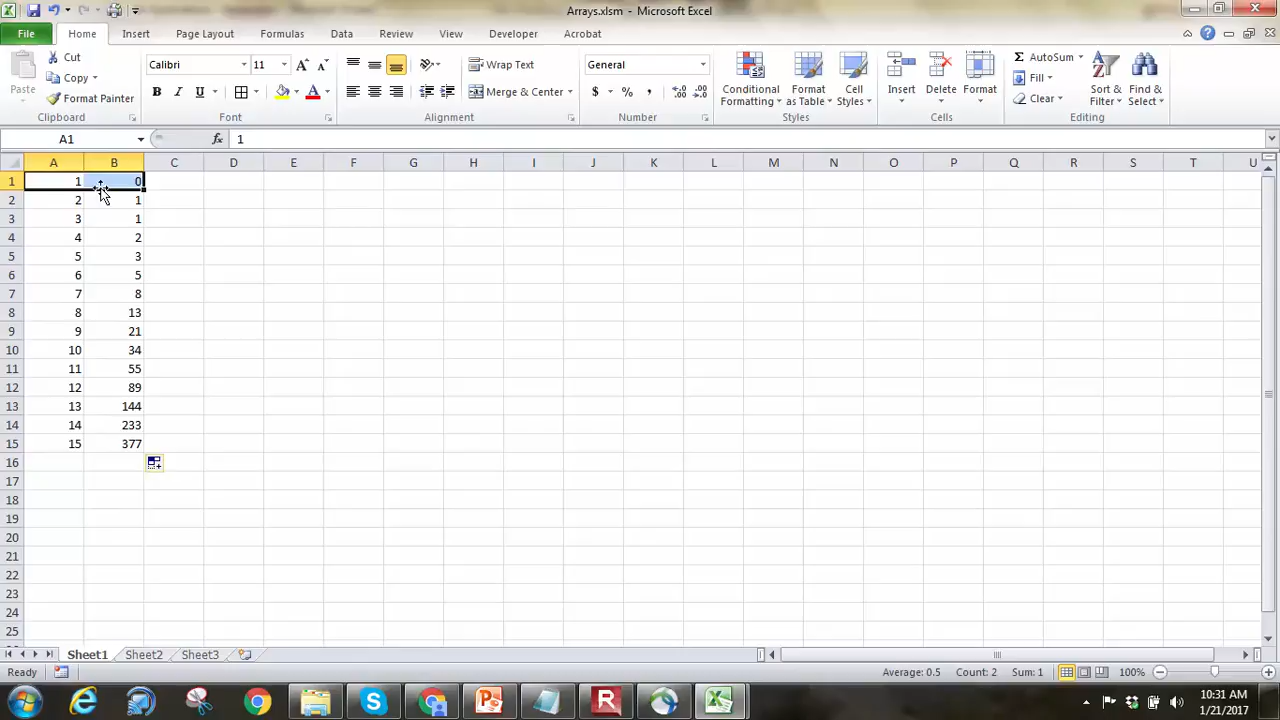 Arrays.xlsm - Microsoft Excel
File Home Insert Page Layout Formulas Data Review View Developer Acrobat
Paste
Cut
Copy
Format Painter
Clipboard
Calibri 11
Font
Wrap Text
Merge & Center
Alignment
General
Number
Conditional Formatting
Format as Table
Cell Styles
Styles
Insert
Delete
Format
Cells
AutoSum
Fill
Clear
Sort & Filter
Find & Select
Editing
A1 fx 1
A B C D E F G H I J K L M N O P Q R S T U
1 1 0
2 2 1
3 3 1
4 4 2
5 5 3
6 6 5
7 7 8
8 8 13
9 9 21
10 10 34
11 11 55
12 12 89
13 13 144
14 14 233
15 15 377
16
17
18
19
20
21
22
23
24
25
Sheet1 Sheet2 Sheet3
Ready Average: 0.5 Count: 2 Sum: 1 100%
10:31 AM
1/21/2017